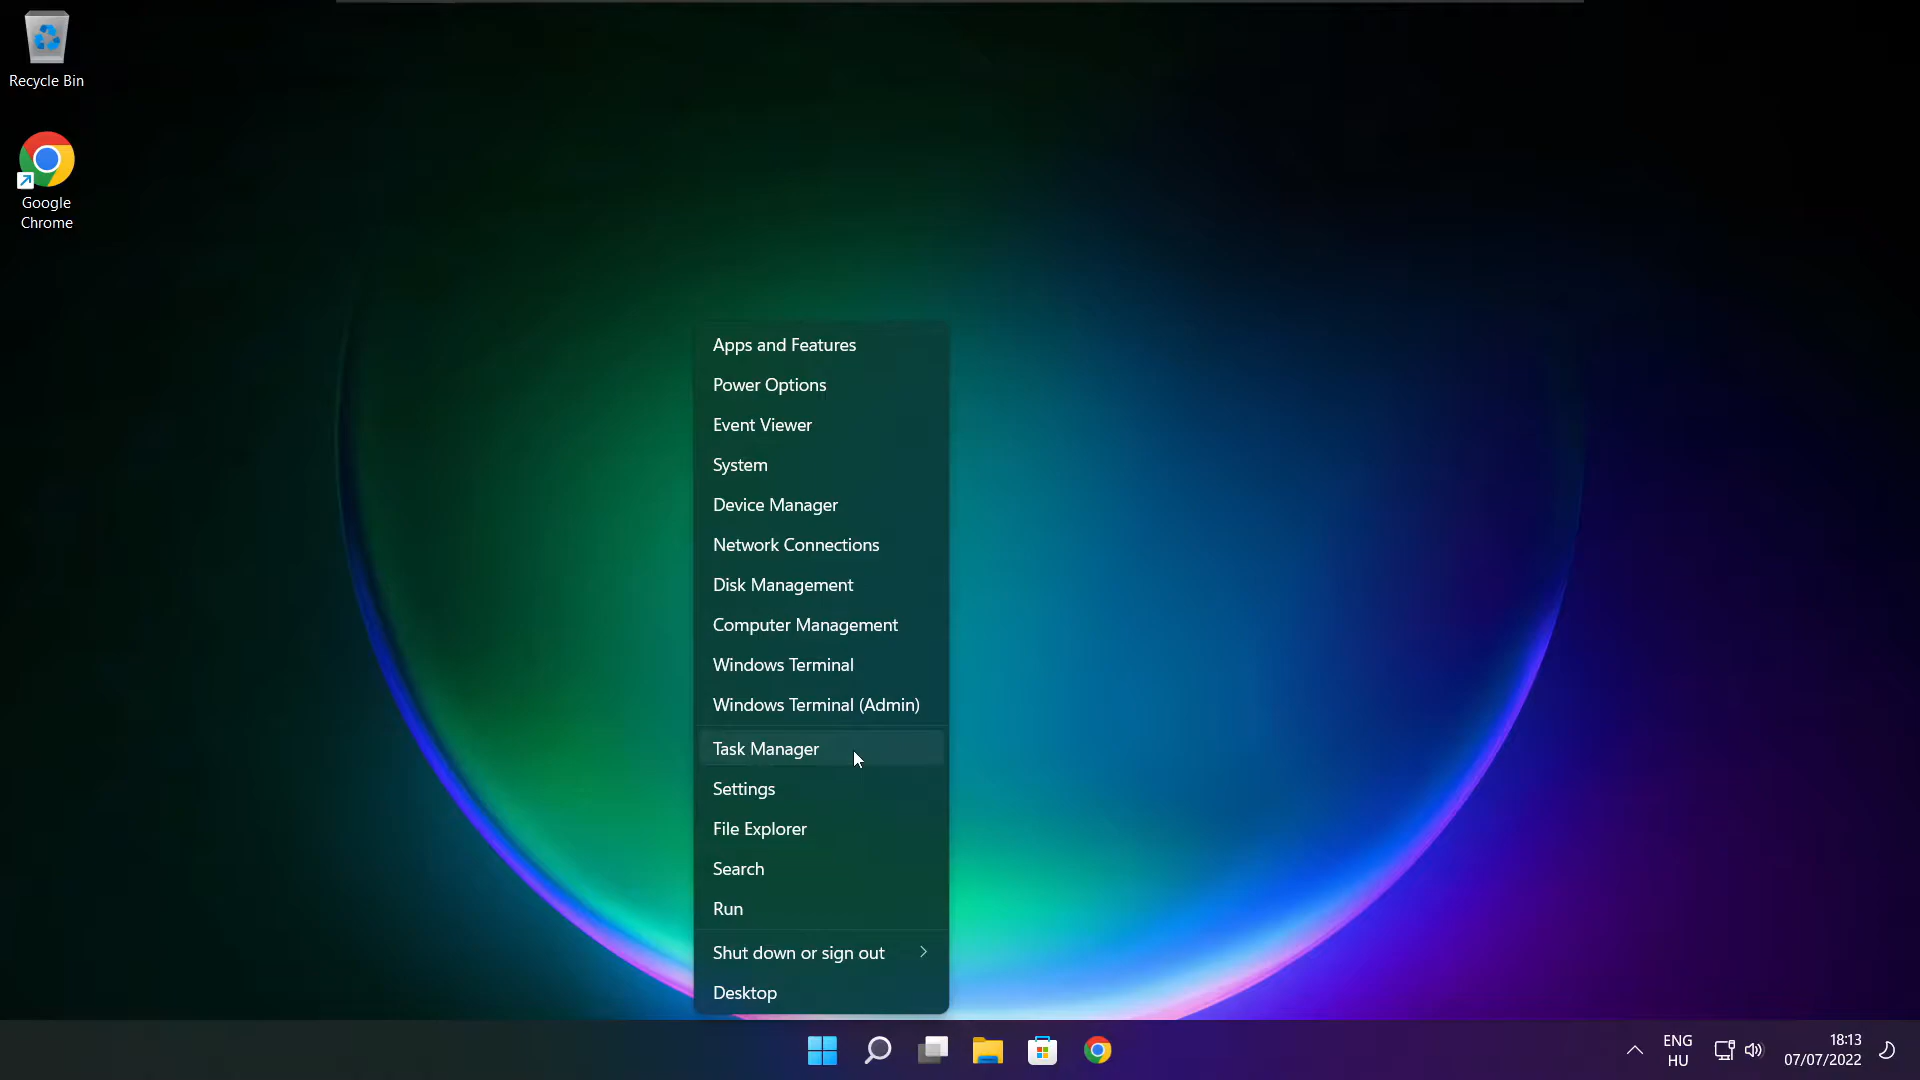 Recycle Bin
Google
Chrome
Apps and Features
Power Options
Event Viewer
System
Device Manager
Network Connections
Disk Management
Computer Management
Windows Terminal
Windows Terminal (Admin)
Task Manager
Settings
File Explorer
Search
Run
Shut down or sign out
Desktop
ENG
HU
18:13
07/07/2022